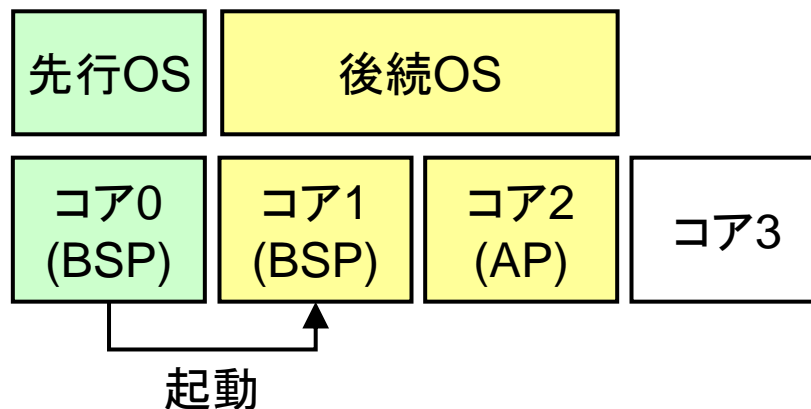 先行OS
後続OS
コア0
(BSP)
コア1
(BSP)
コア2
(AP)
コア3
起動